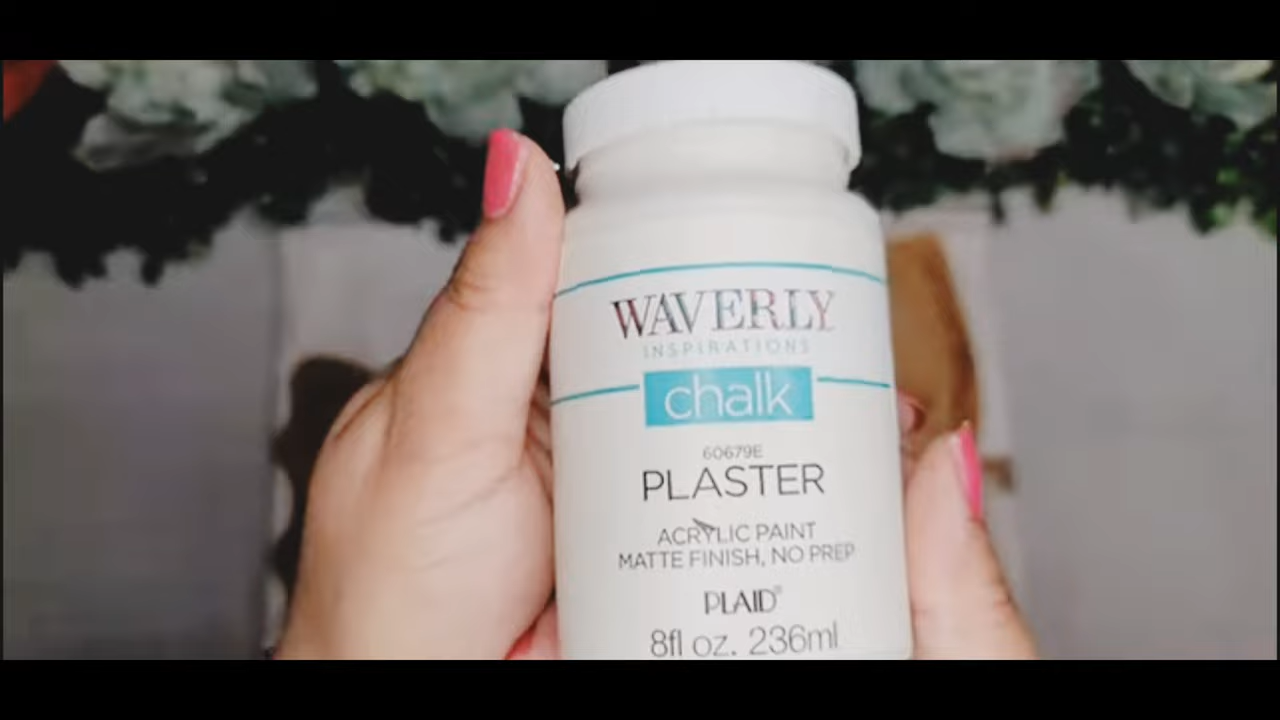 WAVERLY
INSPIRATIONS
chalk
60679E
PLASTER
ACRYLIC PAINT
MATTE FINISH, NO PREP
PLAID®
8fl oz. 236ml